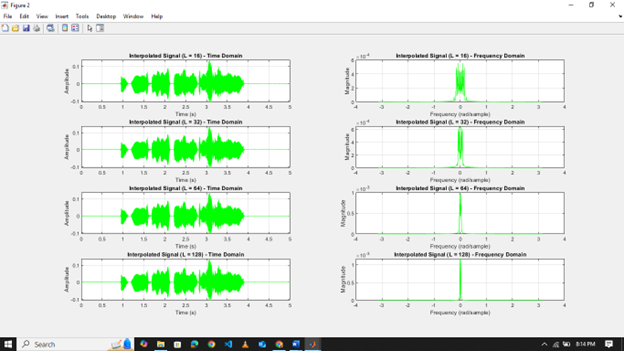 Figure 2
File Edit View Insert Tools Desktop Window Help
Interpolated Signal (L = 16) - Time Domain
0.1
0
-0.1
Amplitude
0 0.5 1 1.5 2 2.5 3 3.5 4 4.5 5
Time (s)
Interpolated Signal (L = 16) - Frequency Domain
×10-4
6
4
2
0
Magnitude
-4 -3 -2 -1 0 1 2 3 4
Frequency (rad/sample)
Interpolated Signal (L = 32) - Time Domain
0.1
0
-0.1
Amplitude
0 0.5 1 1.5 2 2.5 3 3.5 4 4.5 5
Time (s)
Interpolated Signal (L = 32) - Frequency Domain
×10-4
6
4
2
0
Magnitude
-4 -3 -2 -1 0 1 2 3 4
Frequency (rad/sample)
Interpolated Signal (L = 64) - Time Domain
0.1
0
-0.1
Amplitude
0 0.5 1 1.5 2 2.5 3 3.5 4 4.5 5
Time (s)
Interpolated Signal (L = 64) - Frequency Domain
×10-3
1
0.5
0
Magnitude
-4 -3 -2 -1 0 1 2 3 4
Frequency (rad/sample)
Interpolated Signal (L =128) - Time Domain
0.1
0
-0.1
Amplitude
0 0.5 1 1.5 2 2.5 3 3.5 4 4.5 5
Time (s)
Interpolated Signal (L = 128) - Frequency Domain
×10-3
1
0.5
0
Magnitude
-4 -3 -2 -1 0 1 2 3 4
Frequency (rad/sample)
Search
8:14 PM